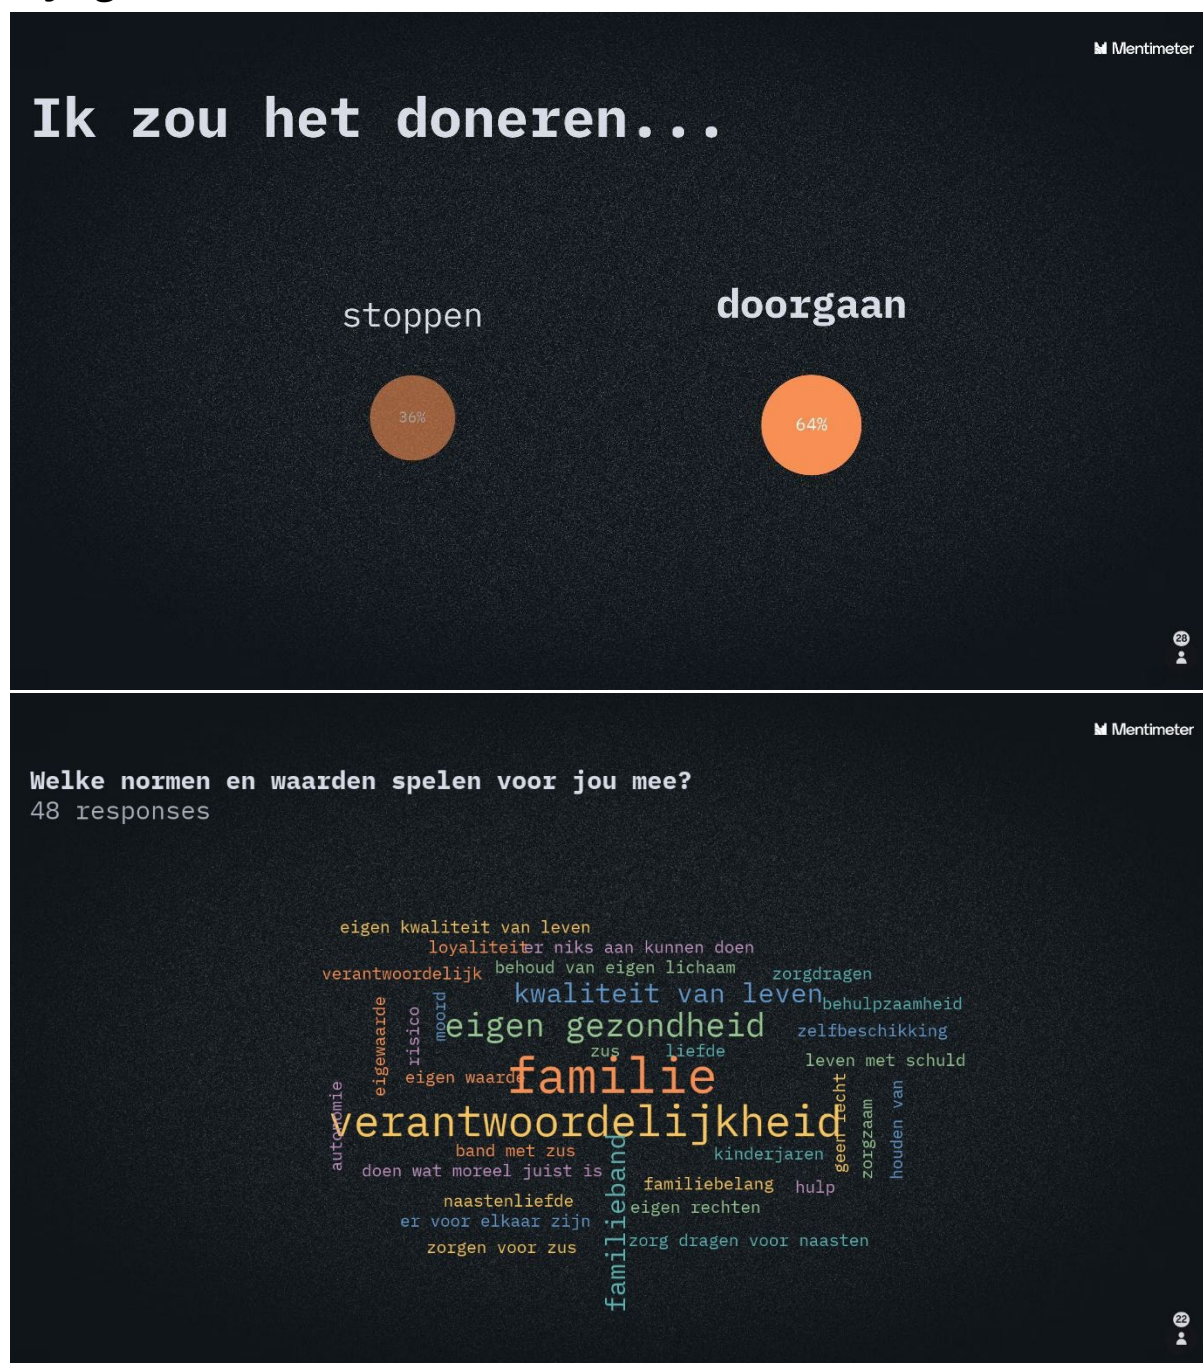 Mentimeter
Ik zou het doneren...
stoppen
doorgaan
36%
64%
28
Mentimeter
Welke normen en waarden spelen voor jou mee?
48 responses
eigen kwaliteit van leven
loyaliteit
er niks aan kunnen doen
behoud van eigen lichaam
verantwoordelijk
zorgdragen
kwaliteit van leven
behulpzaamheid
moord
eigewaarde
risico
eigen gezondheid
zelfbeschikking
zus
liefde
leven met schuld
eigen waarde
familie
autonomie
verantwoordelijkheid
geen recht
zorgzaam
houden van
band met zus
kinderjaren
doen wat moreel juist is
familieband
familiebelang
hulp
naastenliefde
eigen rechten
er voor elkaar zijn
zorgen voor zus
zorg dragen voor naasten
22